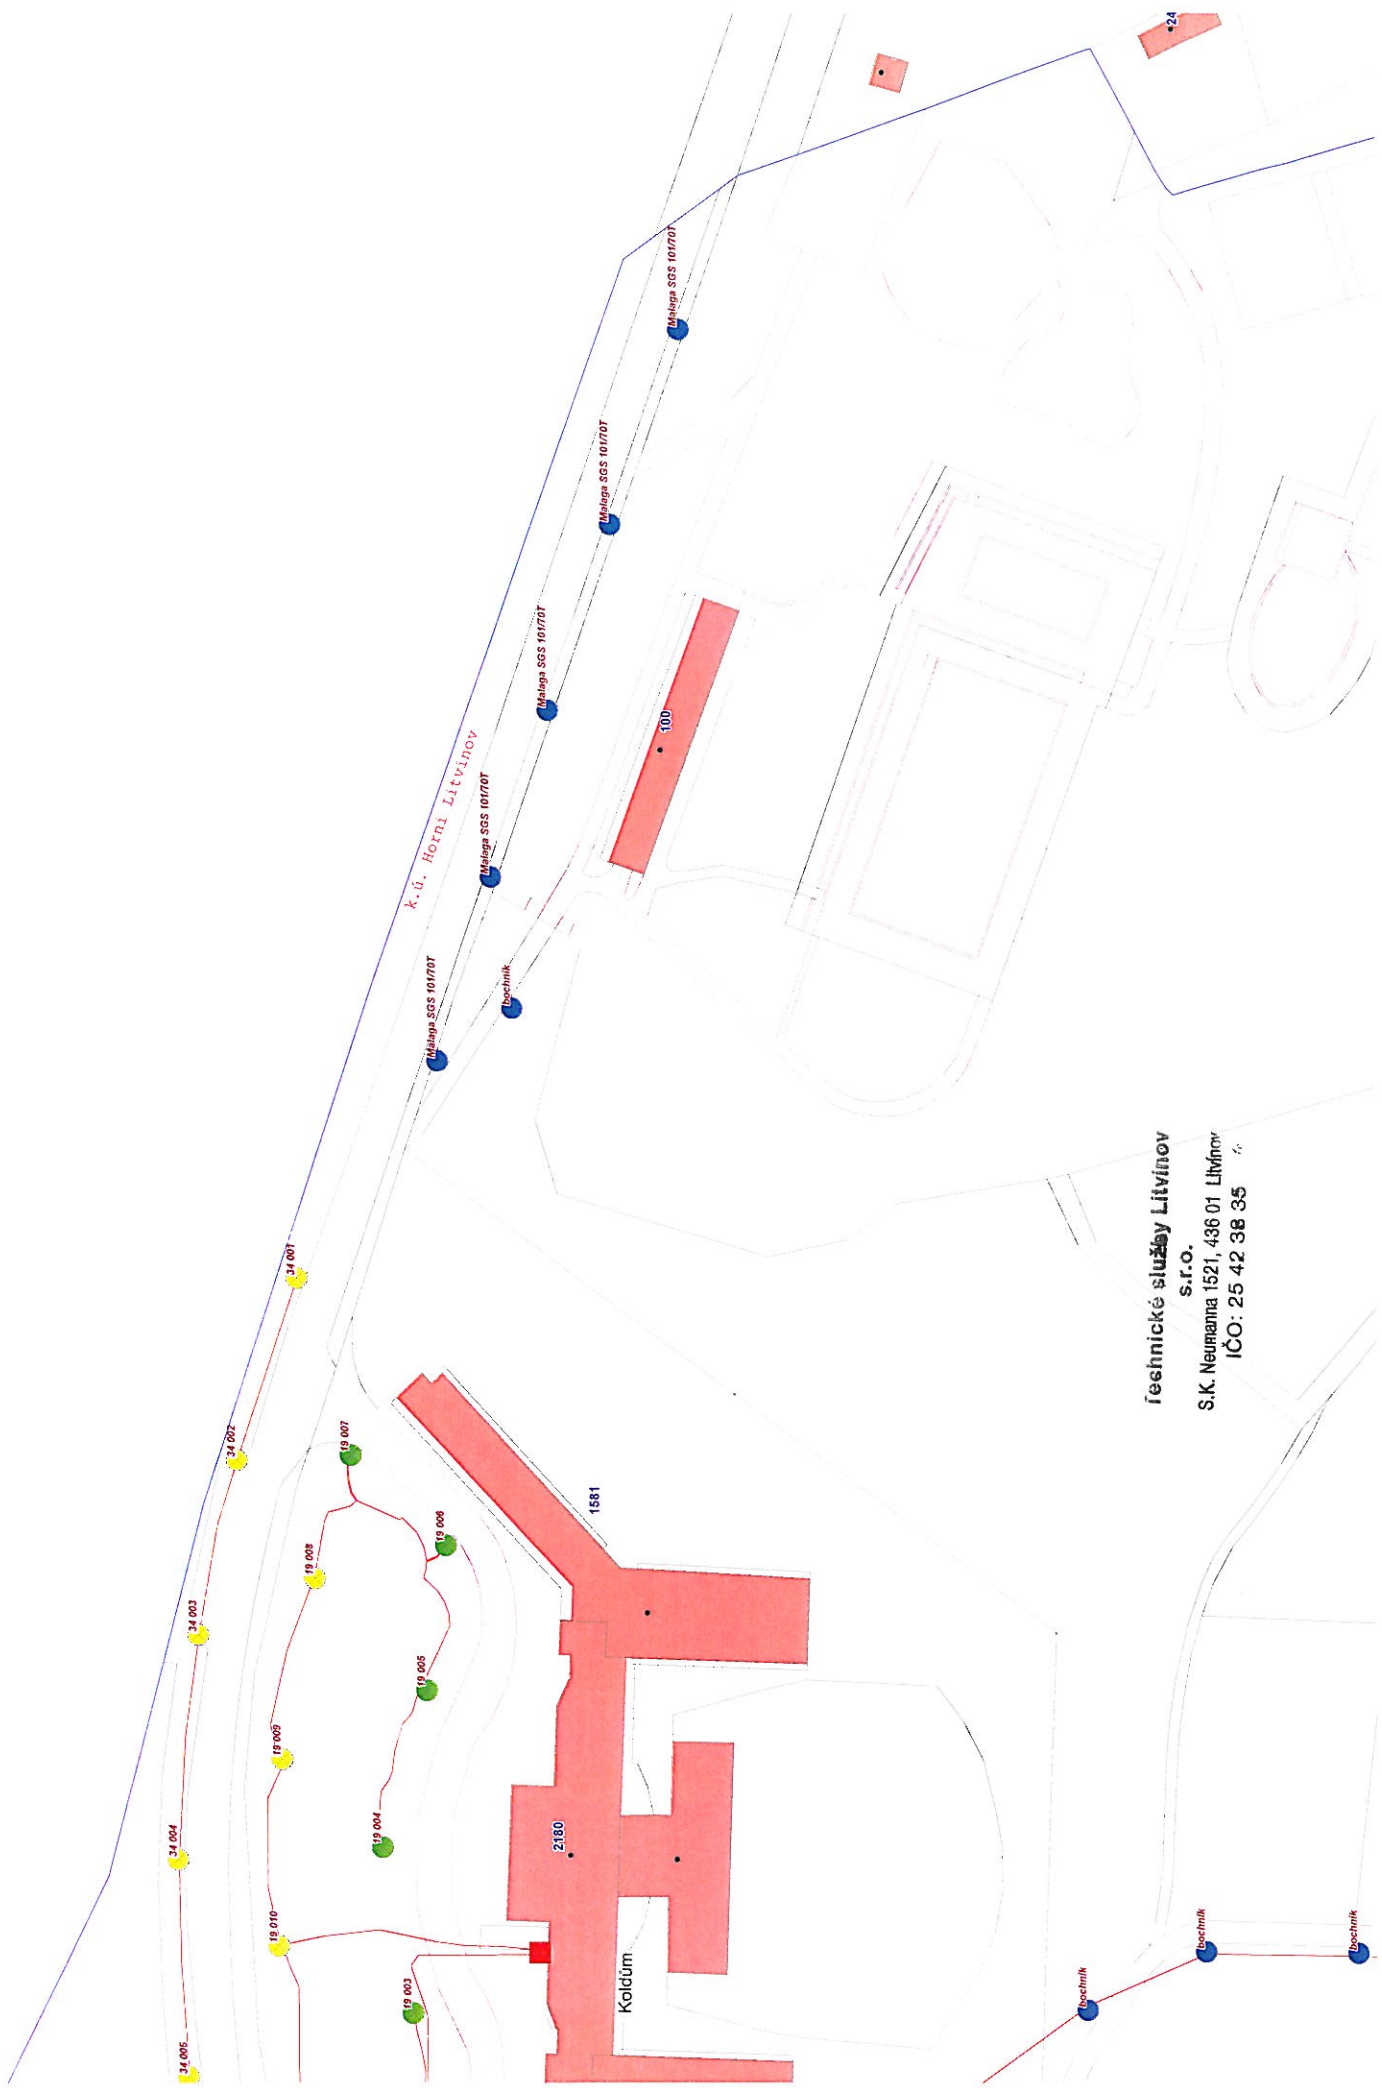 24
Malaga SGS 101/70T
Malaga SGS 101/70T
Malaga SGS 101/70T
Malaga SGS 101/70T
Malaga SGS 101/70T
k.ú. Horní Litvínov
100
bochník
34 001
34 002
34 003
34 004
34 005
19 007
19 008
19 006
19 005
19 009
19 004
19 010
19 003
1581
2180
Koldům
Technické služby Litvínov
s.r.o.
S.K. Neumanna 1521, 436 01 Litvínov
IČO: 25 42 38 35
bochník
bochník
bochník